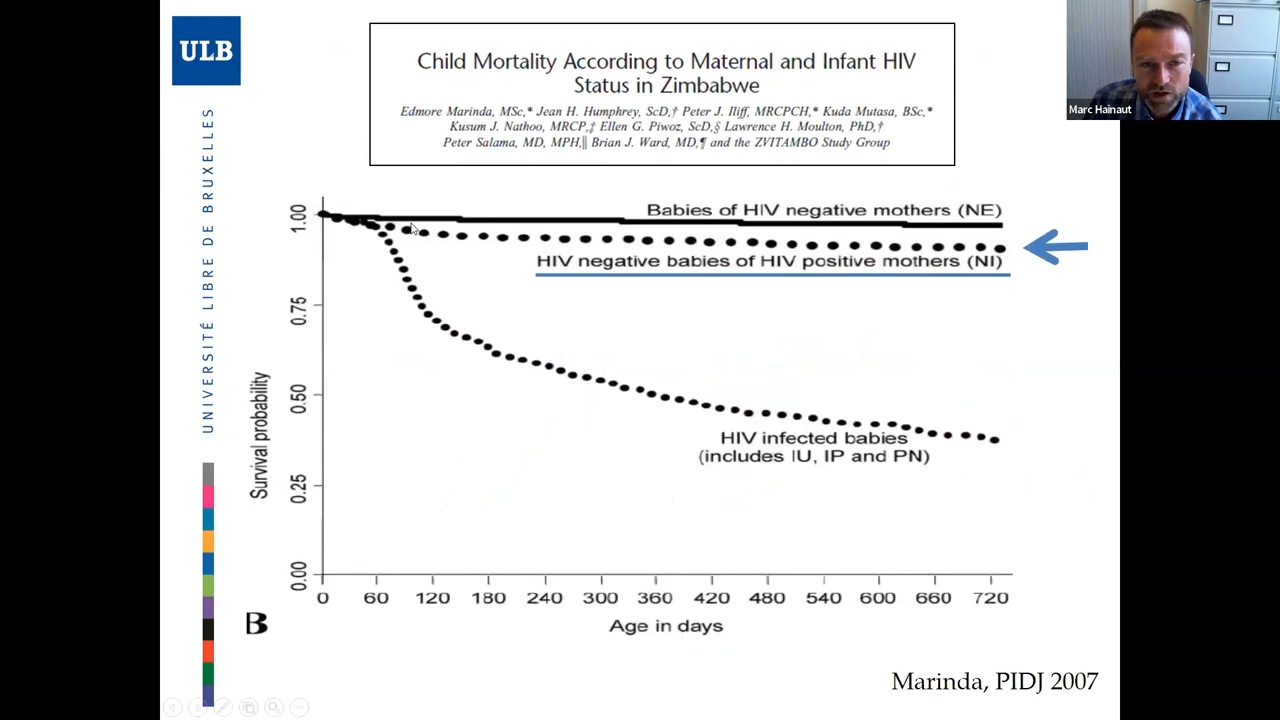 ULB
UNIVERSITÉ LIBRE DE BRUXELLES
Child Mortality According to Maternal and Infant HIV
Status in Zimbabwe
Edmore Marinda, MSc,* Jean H. Humphrey, ScD,† Peter J. Iliff, MRCPCH,* Kuda Mutasa, BSc,*
Kusum J. Nathoo, MRCP,‡ Ellen G. Piwoz, ScD,§ Lawrence H. Moulton, PhD,†
Peter Salama, MD, MPH,‖ Brian J. Ward, MD,¶ and the ZVITAMBO Study Group
Marc Hainaut
Babies of HIV negative mothers (NE)
HIV negative babies of HIV positive mothers (NI)
HIV infected babies
(includes IU, IP and PN)
Survival probability
1.00
0.75
0.50
0.25
0.00
0 60 120 180 240 300 360 420 480 540 600 660 720
Age in days
B
Marinda, PIDJ 2007